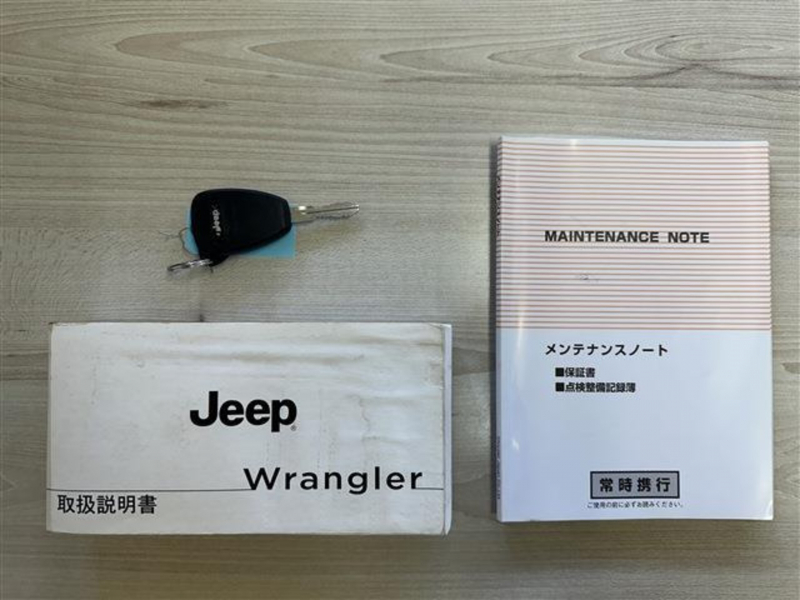 Jeep
Jeep®
Wrangler
取扱説明書
MAINTENANCE NOTE
メンテナンスノート
■保証書
■点検整備記録簿
常時携行
ご使用の前に必ずお読みください。